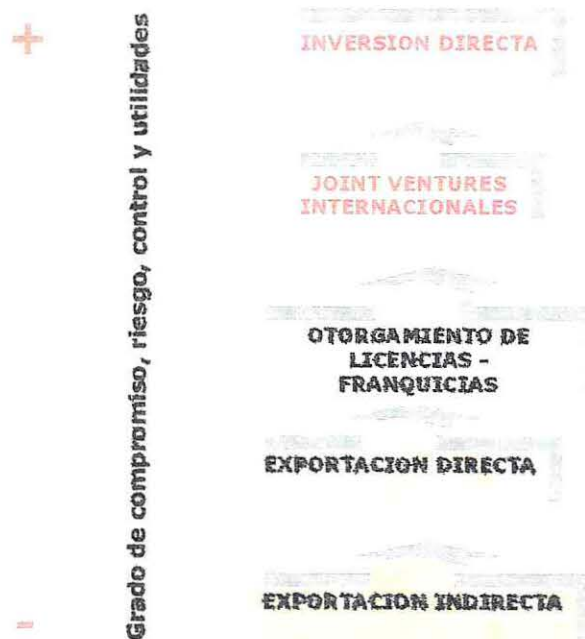 +
Grado de compromiso, riesgo, control y utilidades
-
INVERSION DIRECTA
JOINT VENTURES
INTERNACIONALES
OTORGAMIENTO DE
LICENCIAS -
FRANQUICIAS
EXPORTACION DIRECTA
EXPORTACION INDIRECTA